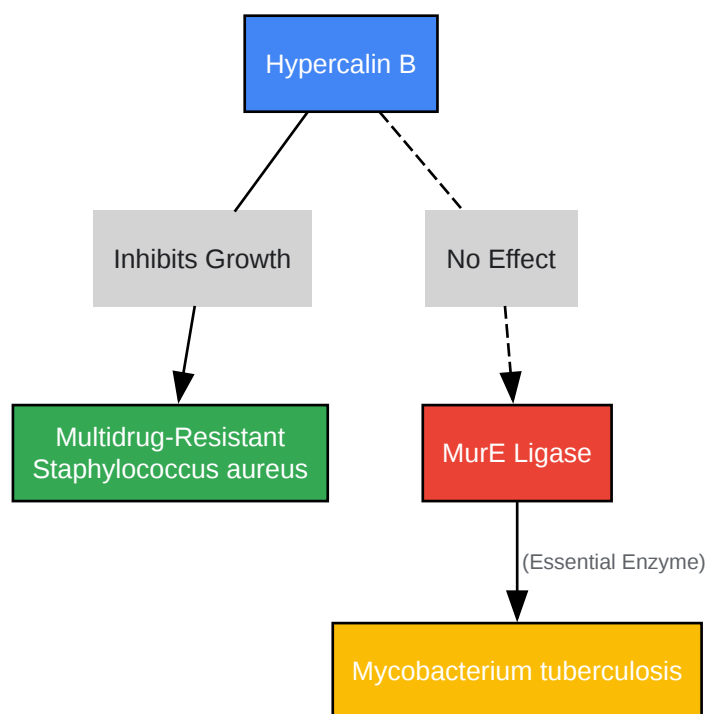 Hypercalin B
Inhibits Growth
No Effect
Multidrug-Resistant
Staphylococcus aureus
MurE Ligase
(Essential Enzyme)
Mycobacterium tuberculosis